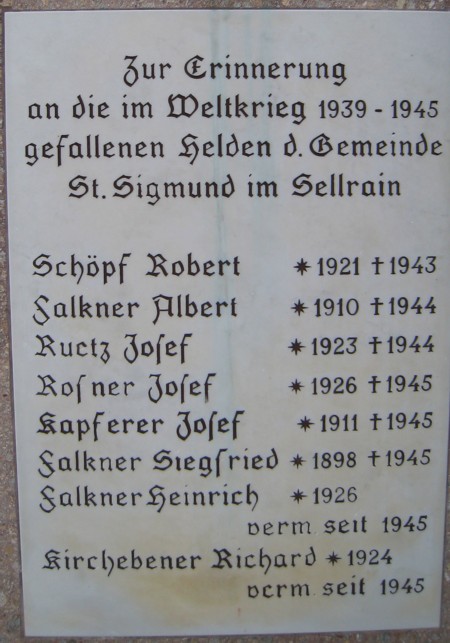 Zur Erinnerung
an die im Weltkrieg 1939 - 1945
gefallenen Helden d. Gemeinde
St. Sigmund im Sellrain
Schöpf Robert * 1921 † 1943
Falkner Albert * 1910 † 1944
Ruetz Josef * 1923 † 1944
Rosner Josef * 1926 † 1945
Kapferer Josef * 1911 † 1945
Falkner Siegfried * 1898 † 1945
Falkner Heinrich * 1926
verm. seit 1945
Kirchebener Richard * 1924
verm. seit 1945